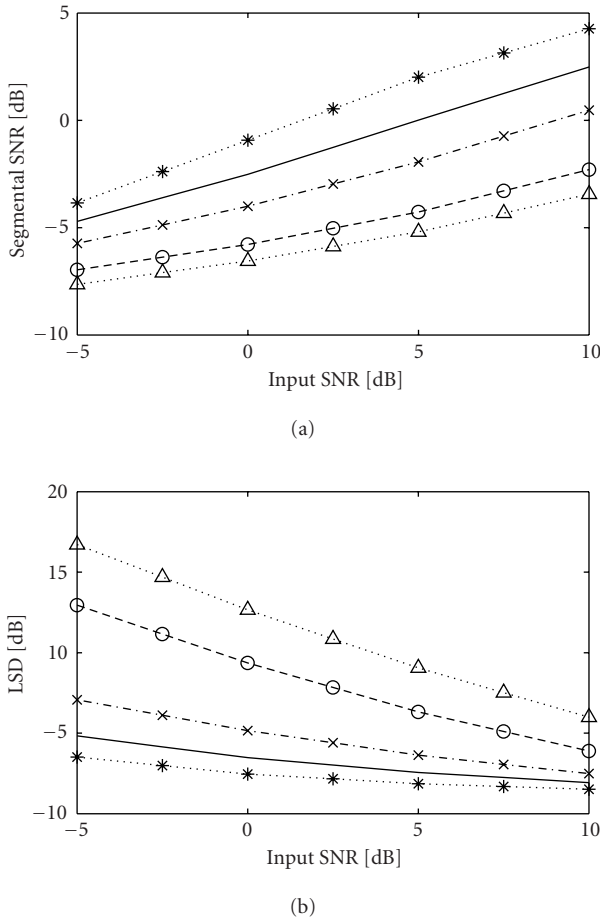 5
0
−5
−10
Segmental SNR [dB]
−5 0 5 10
Input SNR [dB]
(a)
20
15
10
−5
−10
LSD [dB]
−5 0 5 10
Input SNR [dB]
(b)